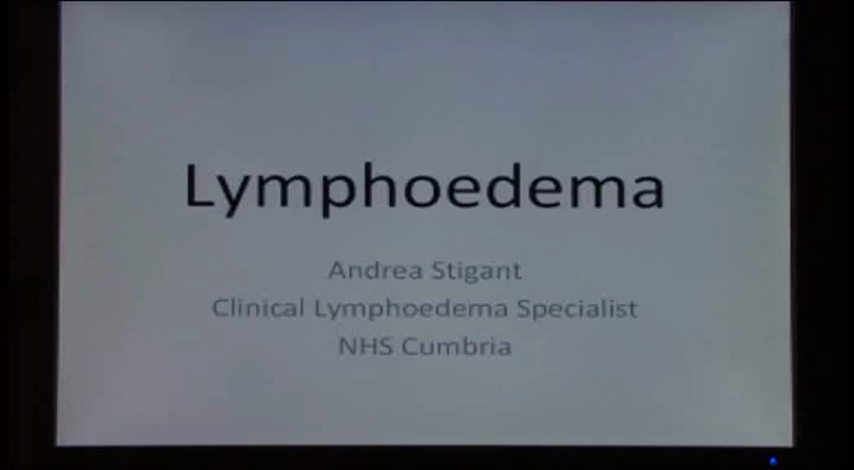 Lymphoedema
Andrea Stigant
Clinical Lymphoedema Specialist
NHS Cumbria